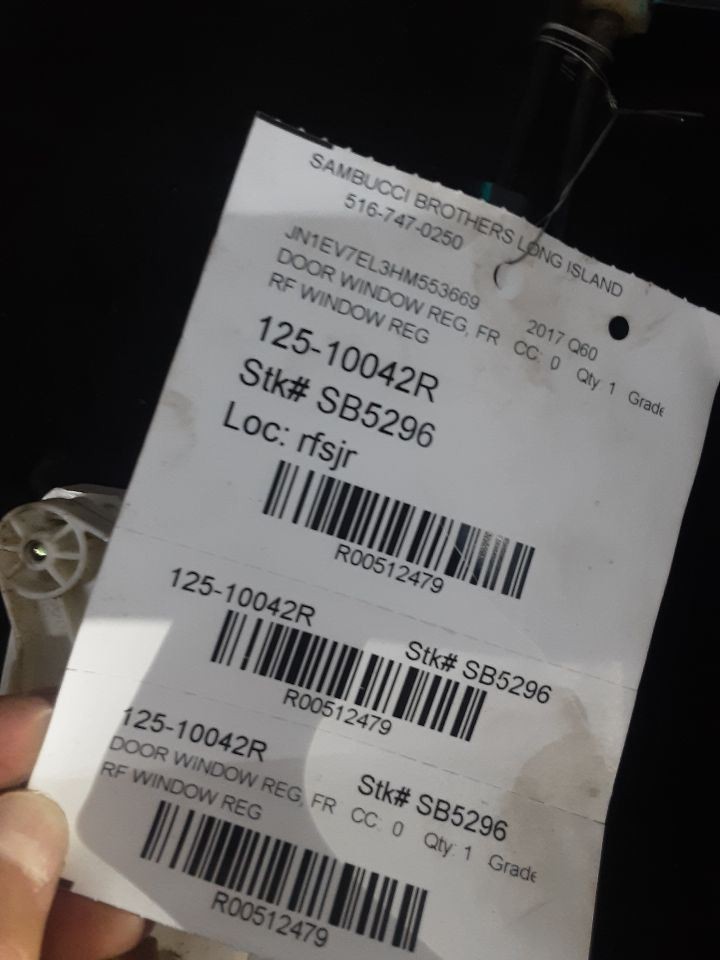 SAMBUCCI BROTHERS LONG ISLAND
516-747-0250
JN1EV7EL3HM553669 2017 Q60
DOOR WINDOW REG, FR CC: 0 Qty: 1 Grade
RF WINDOW REG
125-10042R
Stk# SB5296
Loc: rfsjr
R00512479
125-10042R Stk# SB5296
R00512479
125-10042R Stk# SB5296
DOOR WINDOW REG, FR CC: 0 Qty: 1 Grade
RF WINDOW REG
R00512479